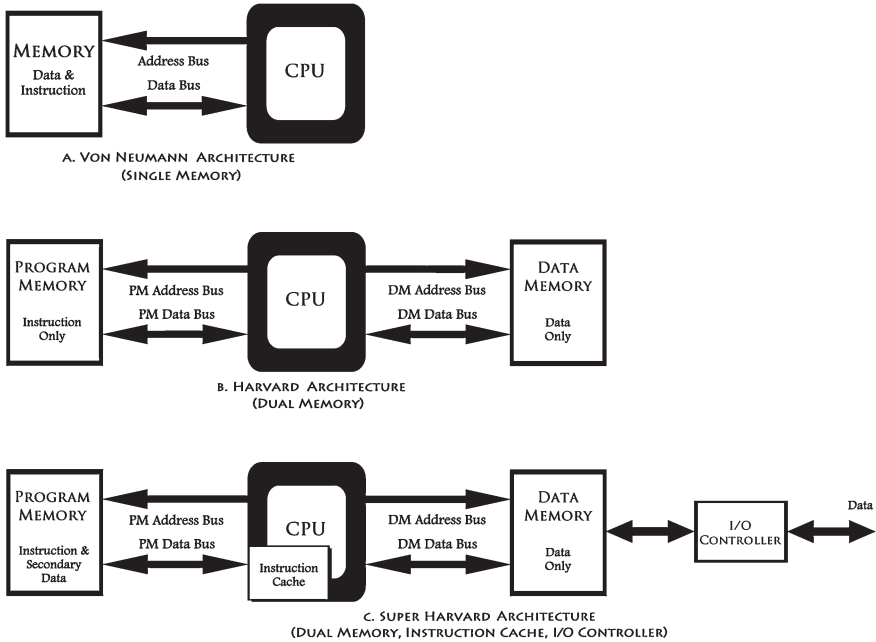 MEMORY
Data &
Instruction
Address Bus
Data Bus
CPU
A. VON NEUMANN ARCHITECTURE
(SINGLE MEMORY)
PROGRAM
MEMORY
Instruction
Only
PM Address Bus
PM Data Bus
CPU
DM Address Bus
DM Data Bus
DATA
MEMORY
Data
Only
B. HARVARD ARCHITECTURE
(DUAL MEMORY)
PROGRAM
MEMORY
Instruction &
Secondary
Data
PM Address Bus
PM Data Bus
CPU
Instruction
Cache
DM Address Bus
DM Data Bus
DATA
MEMORY
Data
Only
I/O
CONTROLLER
Data
C. SUPER HARVARD ARCHITECTURE
(DUAL MEMORY, INSTRUCTION CACHE, I/O CONTROLLER)